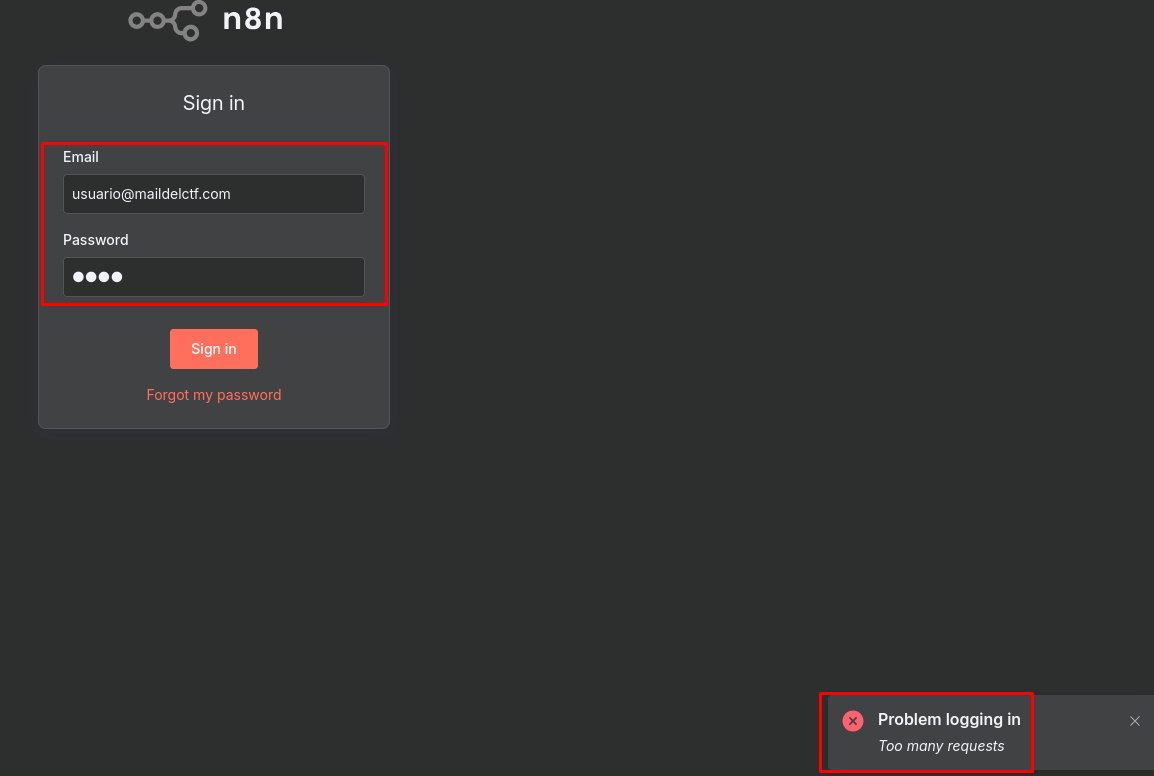 n8n
Sign in
Email
usuario@maildelctf.com
Password
Sign in
Forgot my password
Problem logging in
Too many requests